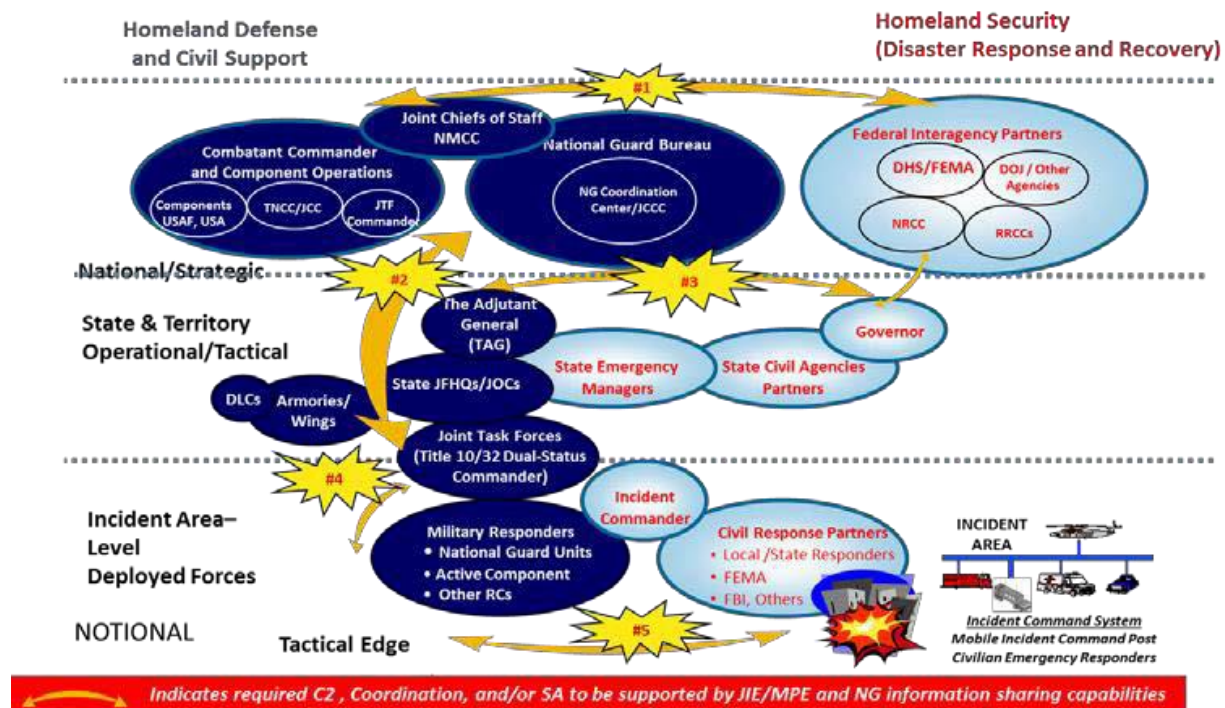 Homeland Defense
and Civil Support
Homeland Security
(Disaster Response and Recovery)
#1
Joint Chiefs of Staff
NMCC
Combatant Commander
and Component Operations
Components
USAF, USA
TNCC/JCC
JTF
Commander
National Guard Bureau
NG Coordination
Center/JCCC
Federal Interagency Partners
DHS/FEMA
DOJ / Other
Agencies
NRCC
RRCCs
National/Strategic
#2
#3
State & Territory
Operational/Tactical
The Adjutant
General
(TAG)
Governor
State Emergency
Managers
State Civil Agencies
Partners
State JFHQs/JOCs
DLCs
Armories/
Wings
Joint Task Forces
(Title 10/32 Dual-Status
Commander)
#4
Incident Area–
Level
Deployed Forces
Incident
Commander
Military Responders
• National Guard Units
• Active Component
• Other RCs
Civil Response Partners
• Local /State Responders
• FEMA
• FBI, Others
INCIDENT
AREA
Incident Command System
Mobile Incident Command Post
Civilian Emergency Responders
NOTIONAL
Tactical Edge
#5
Indicates required C2 , Coordination, and/or SA to be supported by JIE/MPE and NG information sharing capabilities